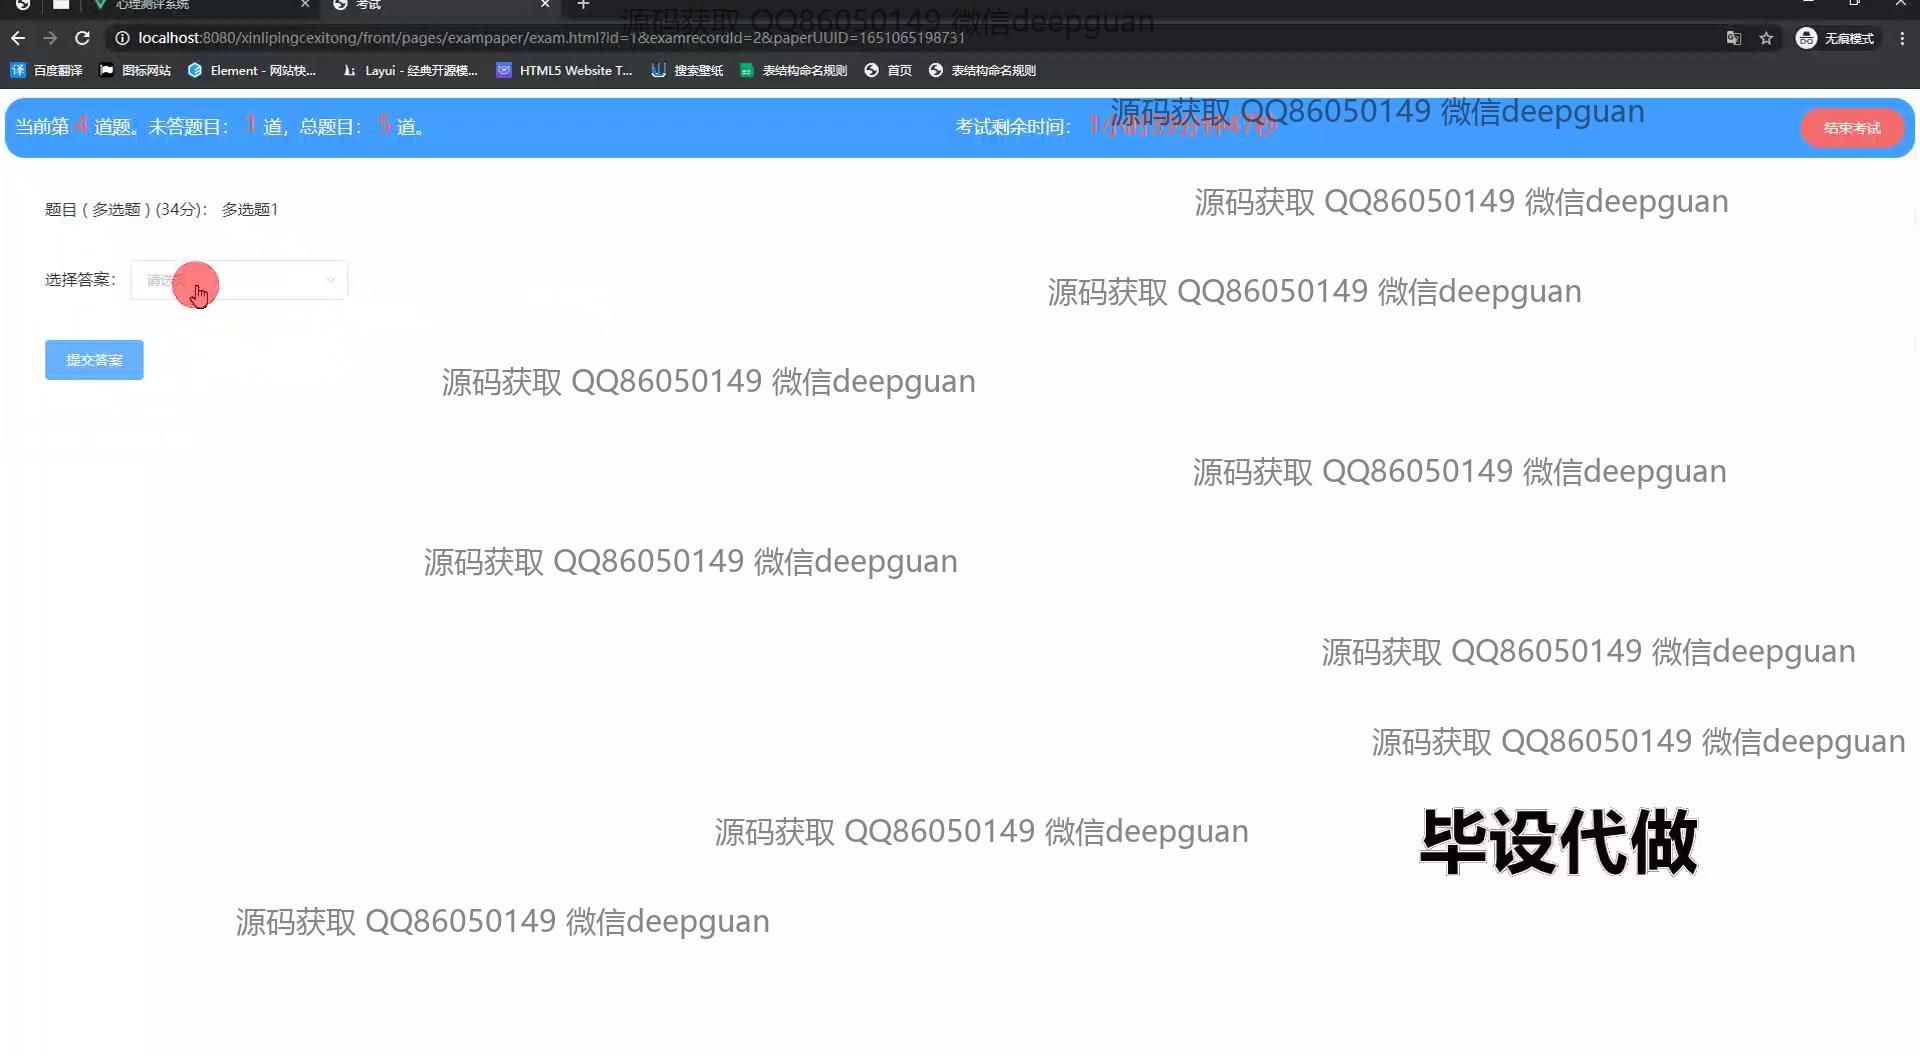 心理测评系统
考试
源码获取 QQ86050149 微信deepguan
localhost:8080/xinlipingcexitong/front/pages/exampaper/exam.html?id=1&examrecordId=2&paperUUID=1651065198731
无痕模式
百度翻译
图标网站
Element - 网站快...
Layui - 经典开源模...
HTML5 Website T...
搜索壁纸
表结构命名规则
首页
表结构命名规则
源码获取 QQ86050149 微信deepguan
当前第 4 道题。未答题目： 1 道，总题目： 5 道。
考试剩余时间： 1小时59分钟47秒
结束考试
源码获取 QQ86050149 微信deepguan
题目 ( 多选题 ) (34分)： 多选题1
选择答案：
源码获取 QQ86050149 微信deepguan
提交答案
源码获取 QQ86050149 微信deepguan
源码获取 QQ86050149 微信deepguan
源码获取 QQ86050149 微信deepguan
源码获取 QQ86050149 微信deepguan
源码获取 QQ86050149 微信deepguan
源码获取 QQ86050149 微信deepguan
毕设代做
源码获取 QQ86050149 微信deepguan